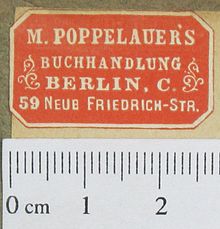 M. POPPELAUER'S
BUCHHANDLUNG
BERLIN, C.
59 NEUE FRIEDRICH-STR.
0 cm 1 2